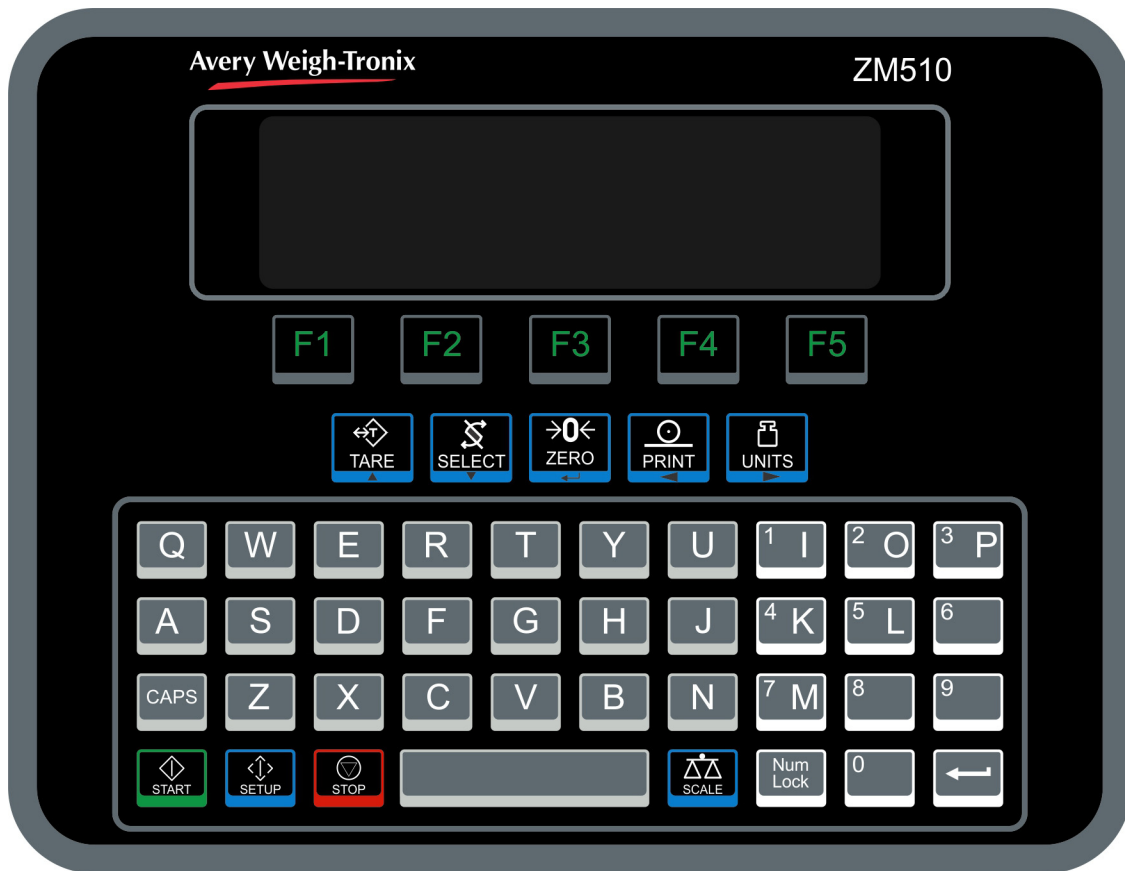 Avery Weigh-Tronix
ZM510
F1 F2 F3 F4 F5
T
0
TARE SELECT ZERO PRINT UNITS
Q W E R T Y U 1 I 2 O 3 P
A S D F G H J 4 K 5 L 6
CAPS Z X C V B N 7 M 8 9
START SETUP STOP SCALE Num
Lock 0